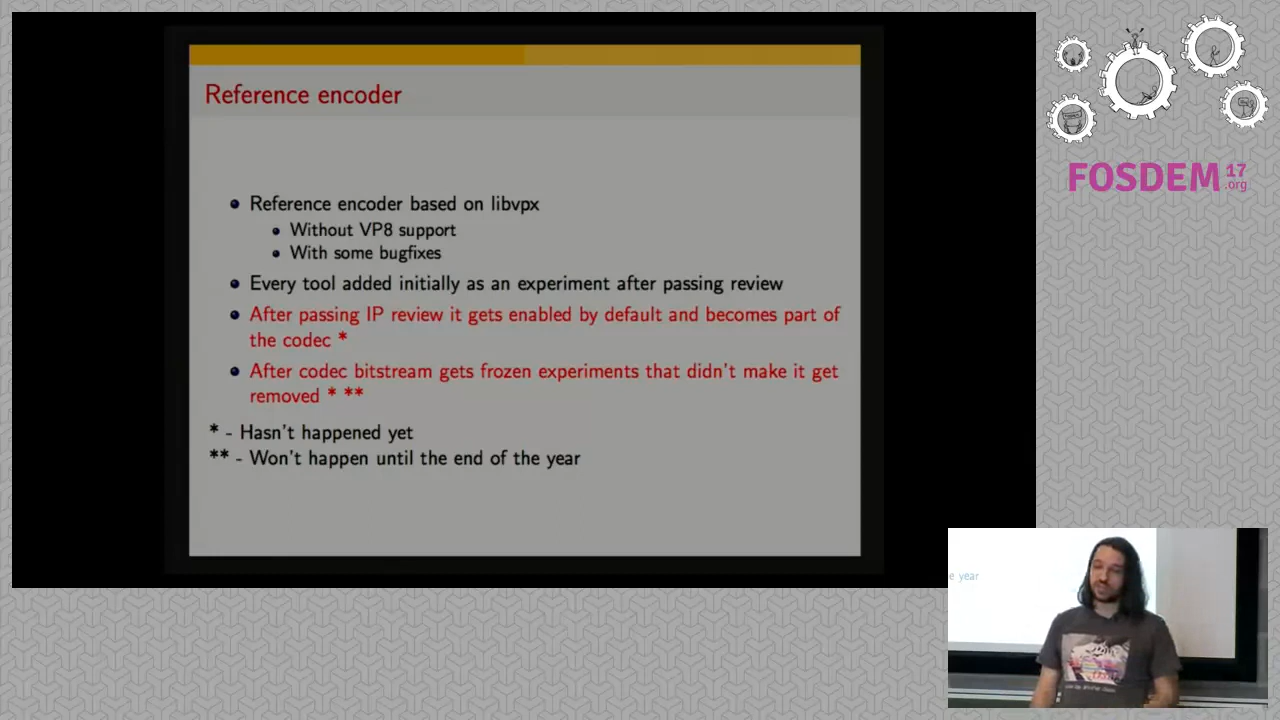 Reference encoder
Reference encoder based on libvpx
Without VP8 support
With some bugfixes
Every tool added initially as an experiment after passing review
After passing IP review it gets enabled by default and becomes part of
the codec *
After codec bitstream gets frozen experiments that didn't make it get
removed * **
* - Hasn't happened yet
** - Won't happen until the end of the year
FOSDEM 17
.org
e year